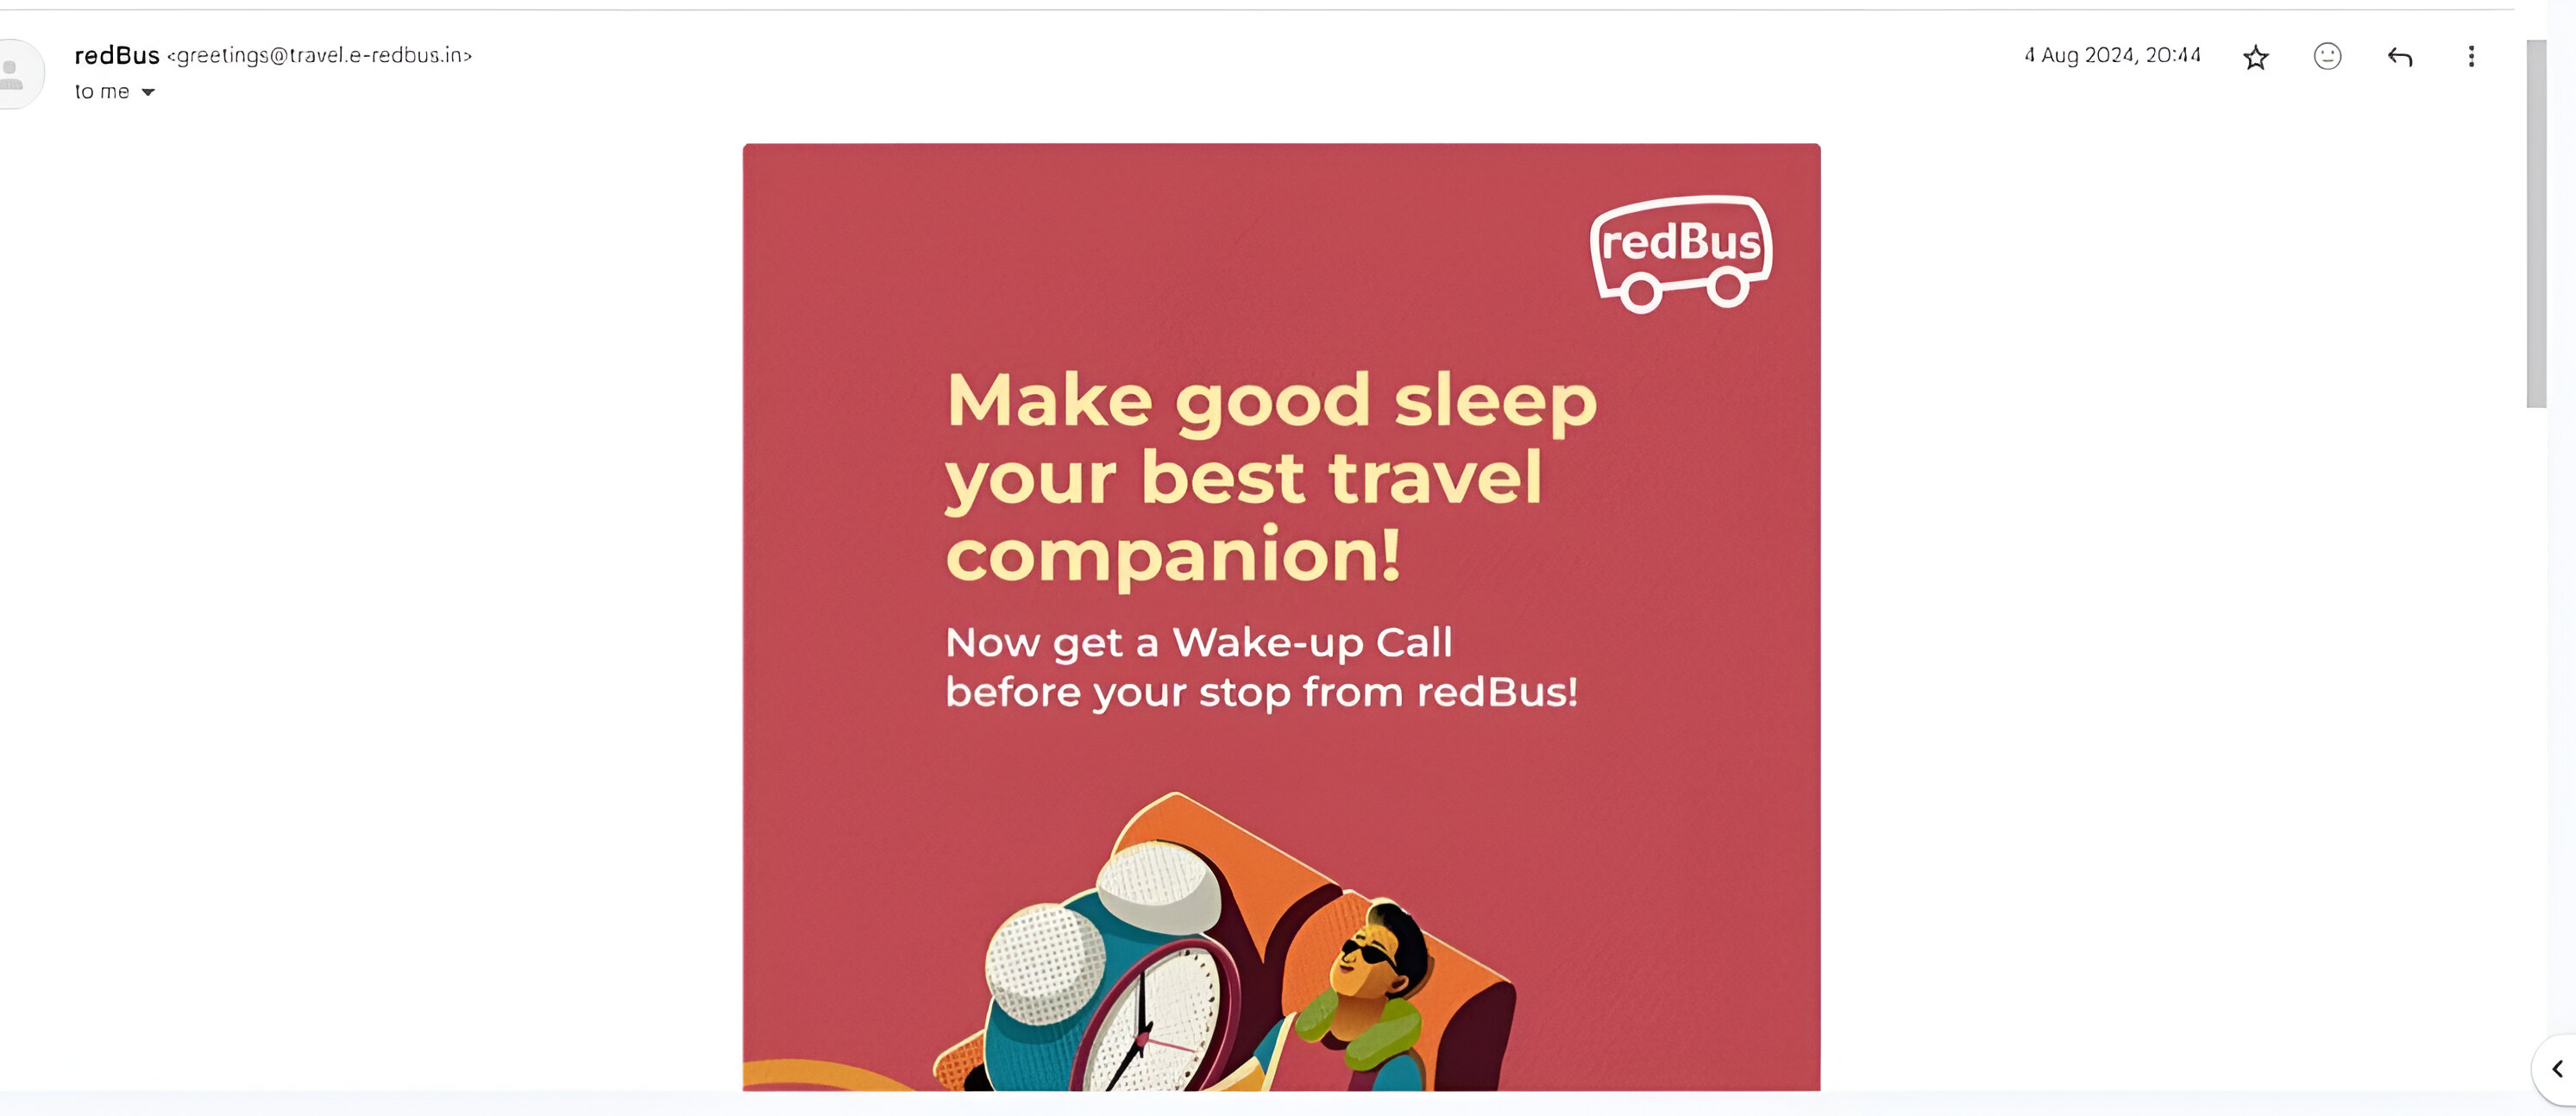 redBus <greetings@travel.e-redbus.in>
4 Aug 2024, 20:44
to me
redBus
Make good sleep
your best travel
companion!
Now get a Wake-up Call
before your stop from redBus!